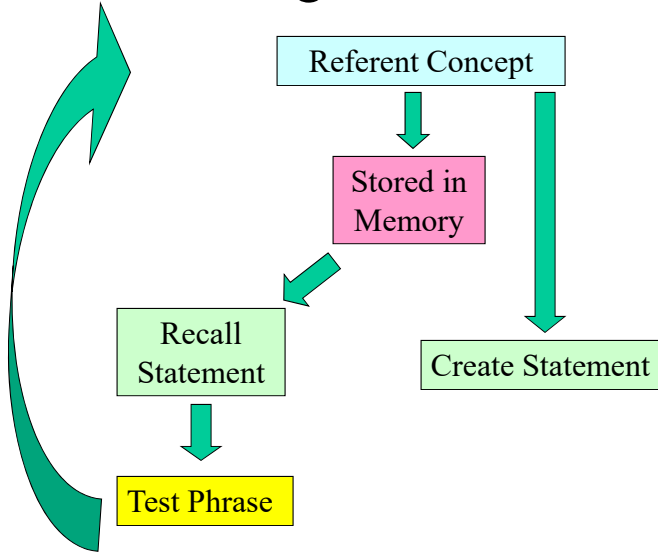 Referent Concept
Stored in
Memory
Recall
Statement
Create Statement
Test Phrase